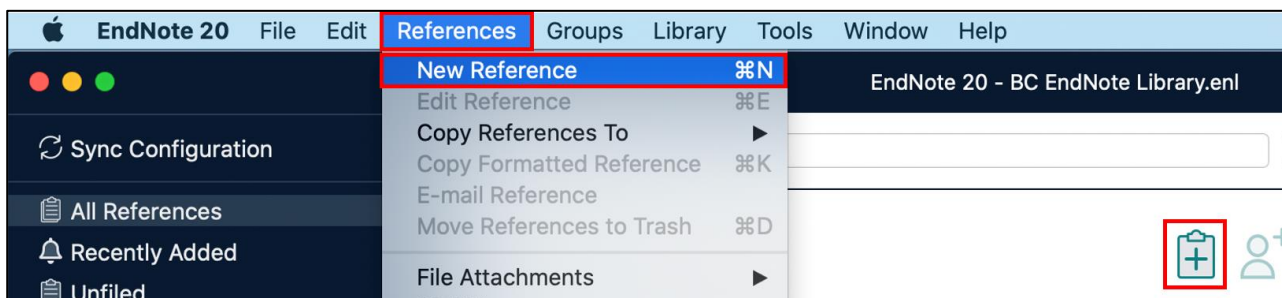 EndNote 20 File Edit References Groups Library Tools Window Help
New Reference ⌘N
EndNote 20 - BC EndNote Library.enl
Edit Reference ⌘E
Copy References To ▶
Sync Configuration
Copy Formatted Reference ⌘K
E-mail Reference
All References
Move References to Trash ⌘D
Recently Added
File Attachments ▶
Unfiled